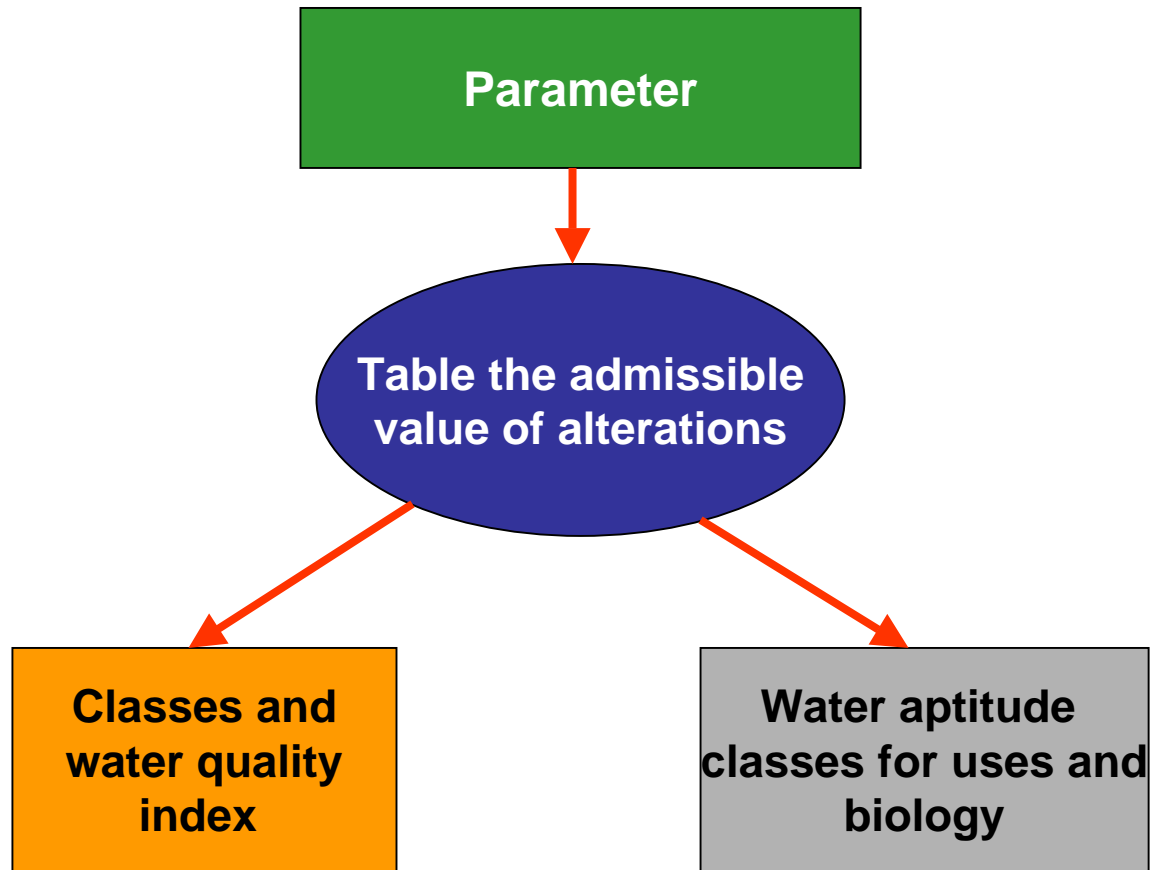 Parameter
Table the admissible
value of alterations
Classes and
water quality
index
Water aptitude
classes for uses and
biology